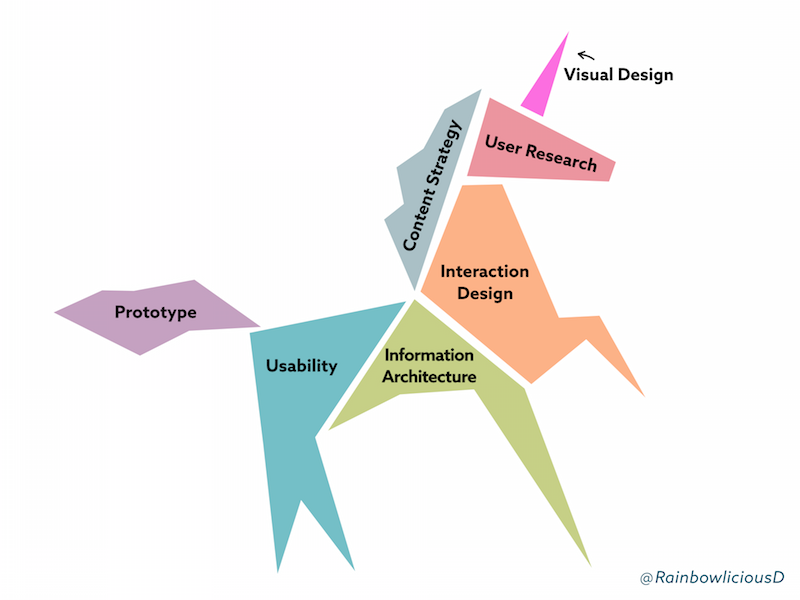 Visual Design
User Research
Content Strategy
Interaction
Design
Prototype
Usability
Information
Architecture
@RainbowliciousD